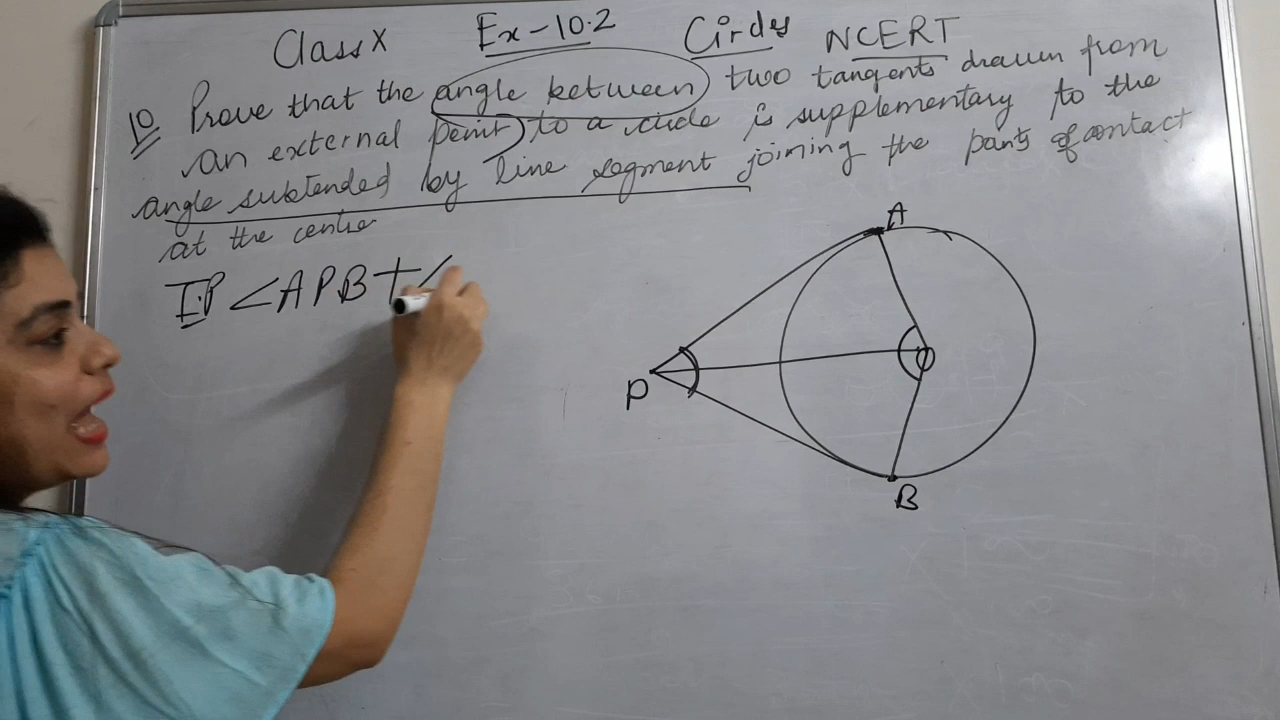 Class X Ex-10.2 Circles NCERT
10 Prove that the angle between two tangents drawn from
an external point to a circle is supplementary to the
angle subtended by line segment joining the points of contact
at the centre
T.P <APB + <
A
P
O
B